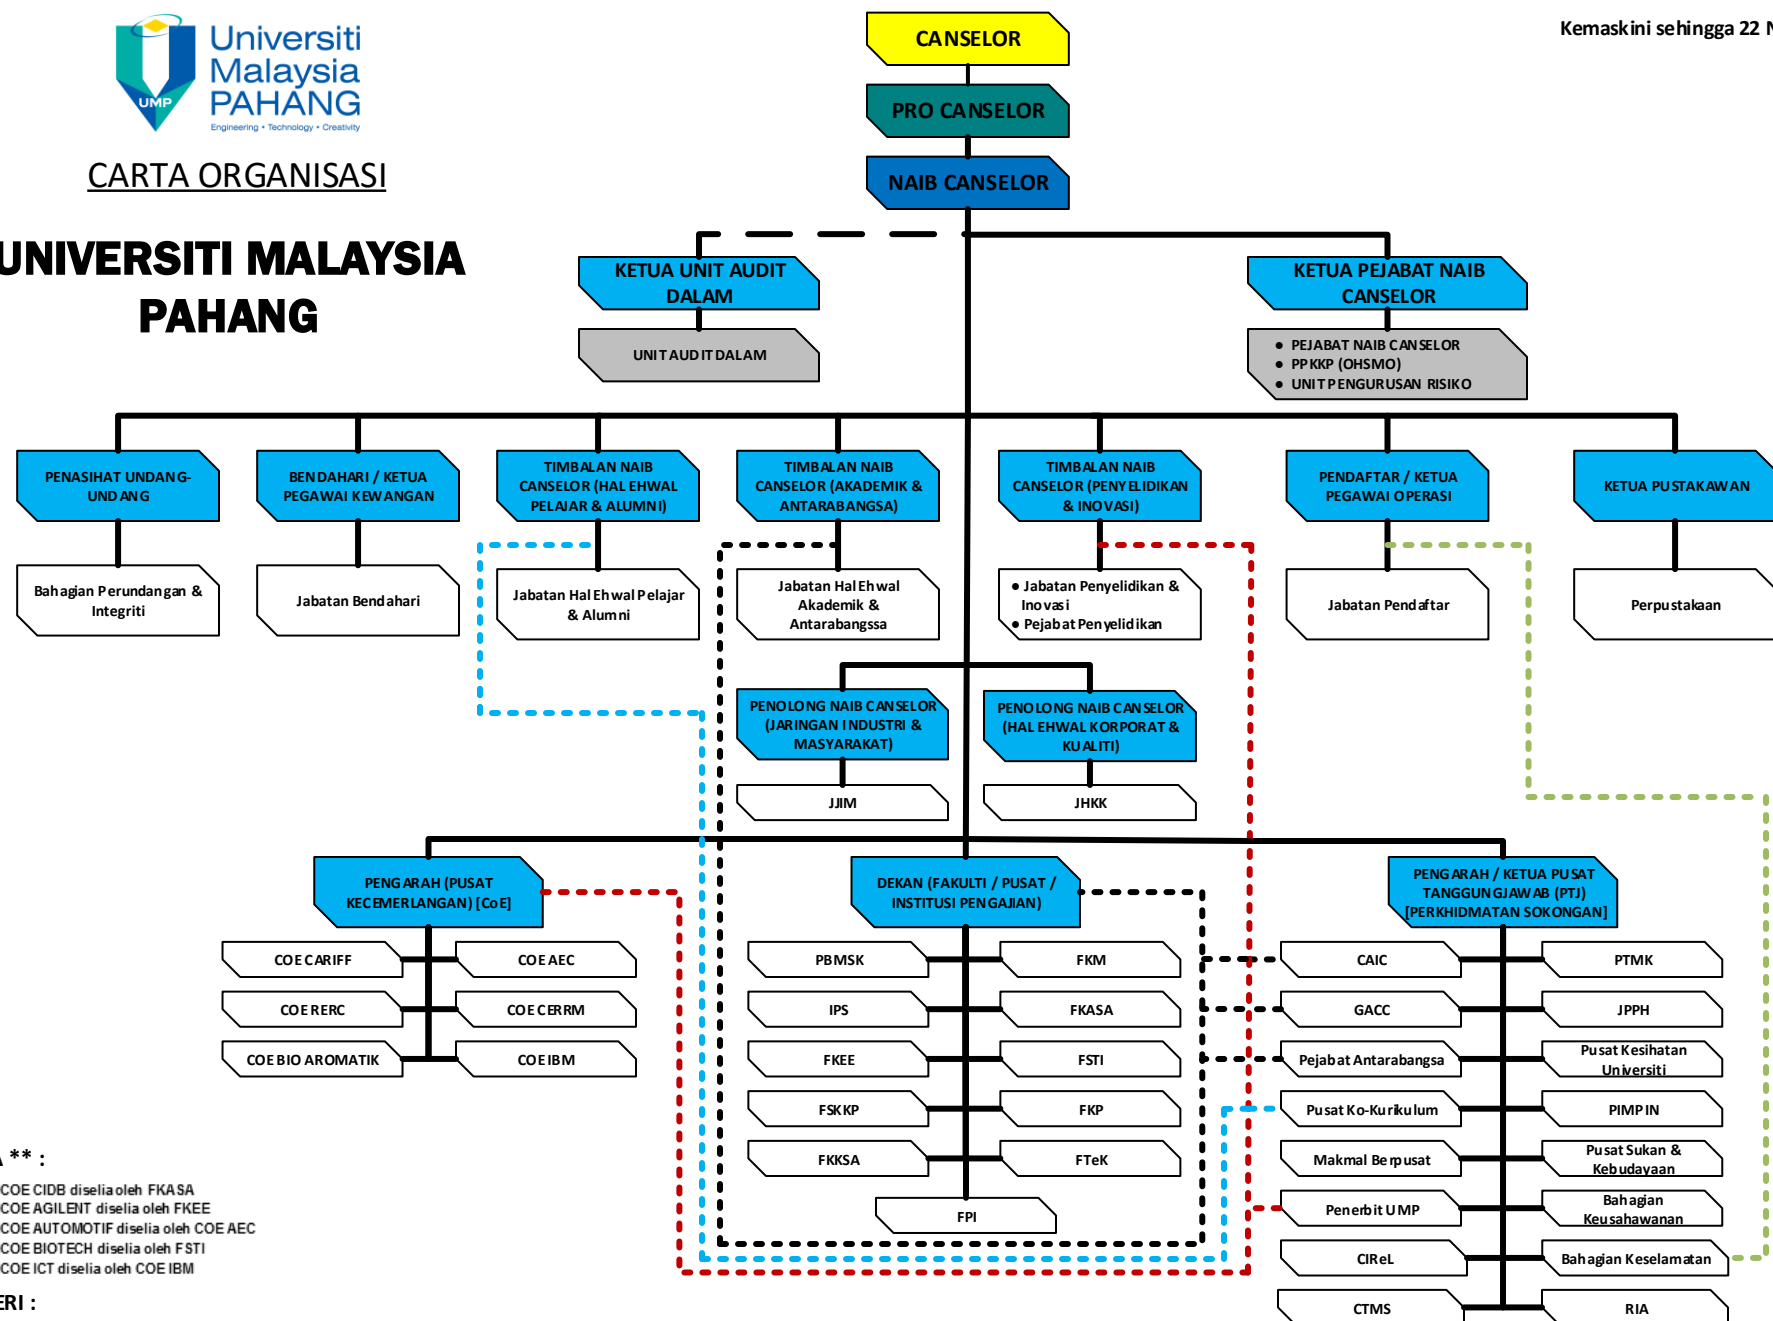 Universiti
Malaysia
PAHANG
UMP
Engineering • Technology • Creativity
Kemaskini sehingga 22
CARTA ORGANISASI
UNIVERSITI MALAYSIA
PAHANG
CANSELOR
PRO CANSELOR
NAIB CANSELOR
KETUA UNIT AUDIT
DALAM
UNIT AUDIT DALAM
KETUA PEJABAT NAIB
CANSELOR
• PEJABAT NAIB CANSELOR
• PPKKP (OHSMO)
• UNIT PENGURUSAN RISIKO
PENASIHAT UNDANG-
UNDANG
BENDAHARI / KETUA
PEGAWAI KEWANGAN
TIMBALAN NAIB
CANSELOR (HAL EHWAL
PELAJAR & ALUMNI)
TIMBALAN NAIB
CANSELOR (AKADEMIK &
ANTARABANGSA)
TIMBALAN NAIB
CANSELOR (PENYELIDIKAN
& INOVASI)
PENDAFTAR / KETUA
PEGAWAI OPERASI
KETUA PUSTAKAWAN
Bahagian Perundangan &
Integriti
Jabatan Bendahari
Jabatan Hal Ehwal Pelajar
& Alumni
Jabatan Hal Ehwal
Akademik &
Antarabangssa
• Jabatan Penyelidikan &
Inovasi
• Pejabat Penyelidikan
Jabatan Pendaftar
Perpustakaan
PENOLONG NAIB CANSELOR
(JARINGAN INDUSTRI &
MASYARAKAT)
PENOLONG NAIB CANSELOR
(HAL EHWAL KORPORAT &
KUALITI)
JJIM
JHKK
PENGARAH (PUSAT
KECEMERLANGAN) [CoE]
DEKAN (FAKULTI / PUSAT /
INSTITUSI PENGAJIAN)
PENGARAH / KETUA PUSAT
TANGGUNGJAWAB (PTJ)
[PERKHIDMATAN SOKONGAN]
COE CARIFF
COE AEC
COE RERC
COE CERRM
COE BIO AROMATIK
COE IBM
PBMSK
FKM
IPS
FKASA
FKEE
FSTI
FSKKP
FKP
FKKSA
FTeK
FPI
CAIC
PTMK
GACC
JPPH
Pejabat Antarabangsa
Pusat Kesihatan
Universiti
Pusat Ko-Kurikulum
PIMPIN
Makmal Berpusat
Pusat Sukan &
Kebudayaan
Penerbit UMP
Bahagian
Keusahawanan
CIReL
Bahagian Keselamatan
CTMS
RIA
** :
COE CIDB diselia oleh FKASA
COE AGILENT diselia oleh FKEE
COE AUTOMOTIF diselia oleh COE AEC
COE BIOTECH diselia oleh FSTI
COE ICT diselia oleh COE IBM